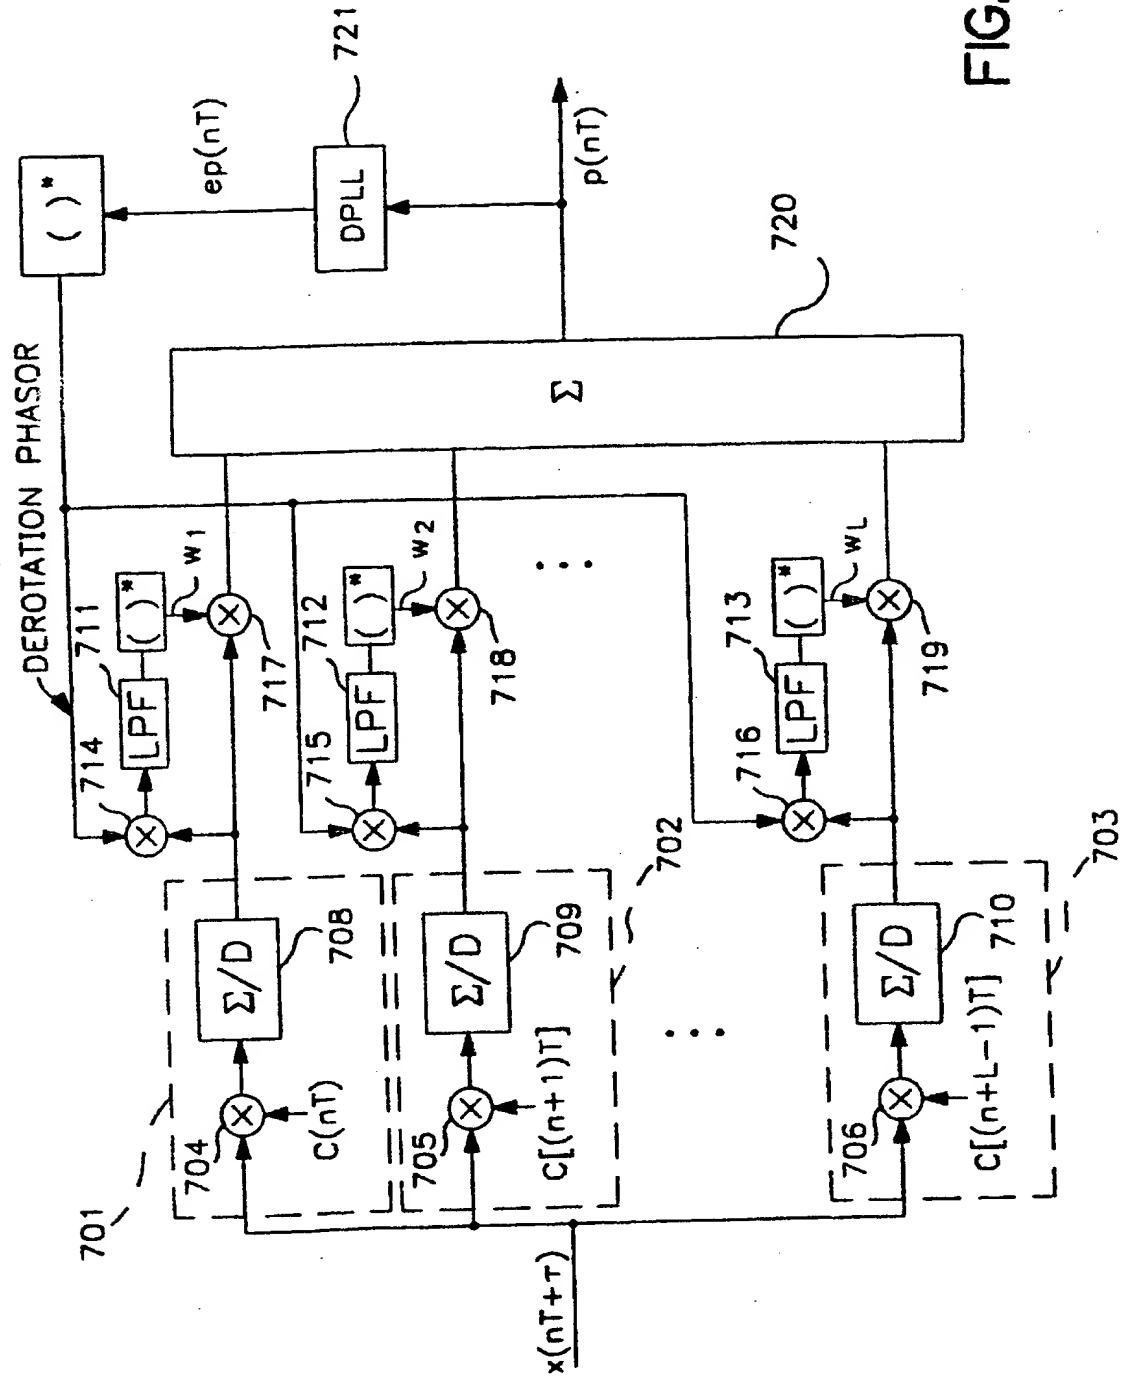 x(nT+τ)
701
704
C(nT)
Σ/D
708
705
C[(n+1)T]
Σ/D
709
702
706
C[(n+L−1)T]
Σ/D
710
703
DEROTATION PHASOR
714
LPF
711
( )*
w1
717
715
LPF
712
( )*
w2
718
716
LPF
713
( )*
wL
719
Σ
720
p(nT)
DPLL
721
ep(nT)
( )*
FIG.